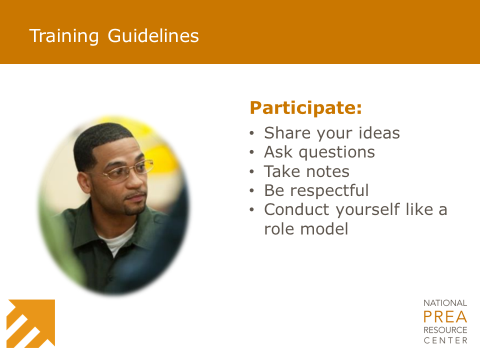 Training Guidelines
Participate:
• Share your ideas
• Ask questions
• Take notes
• Be respectful
• Conduct yourself like a
role model
NATIONAL
PREA
RESOURCE
CENTER